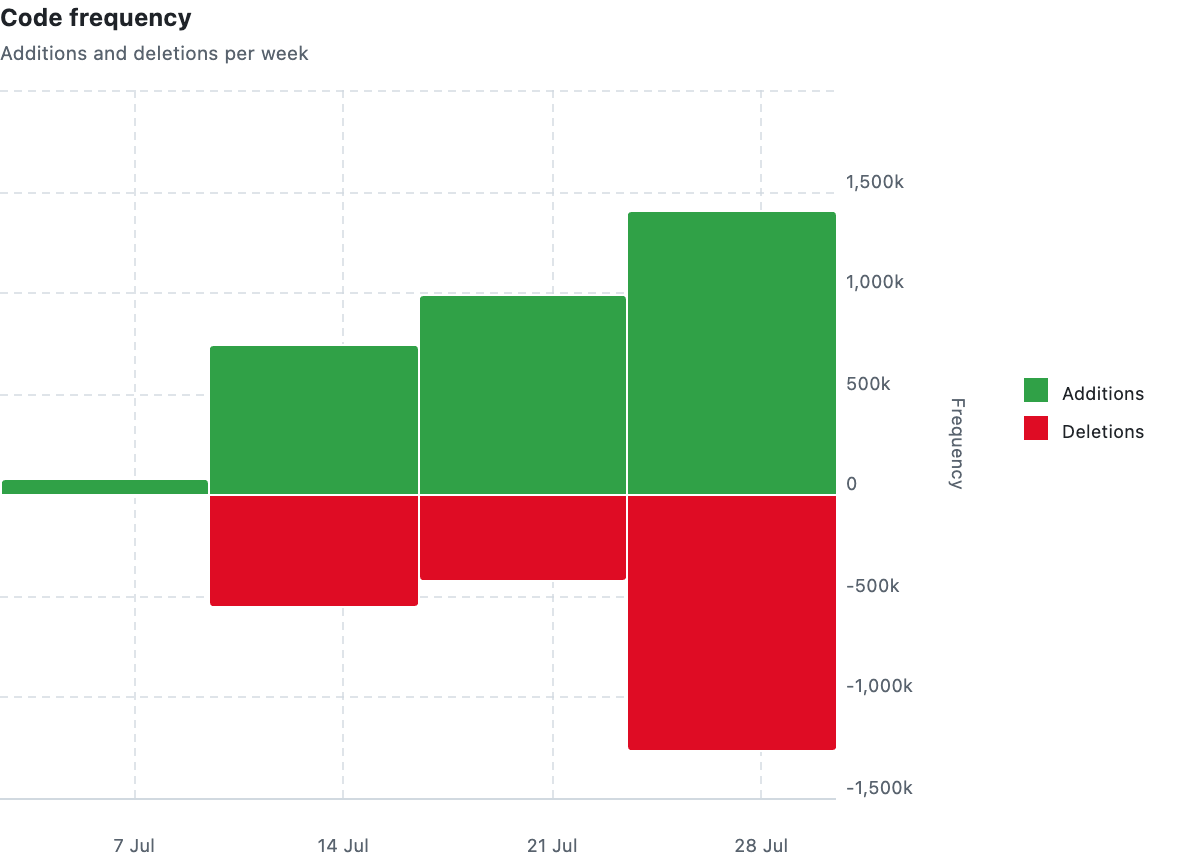 Code frequency
Additions and deletions per week
1,500k
1,000k
500k
0
-500k
-1,000k
-1,500k
Frequency
Additions
Deletions
7 Jul
14 Jul
21 Jul
28 Jul